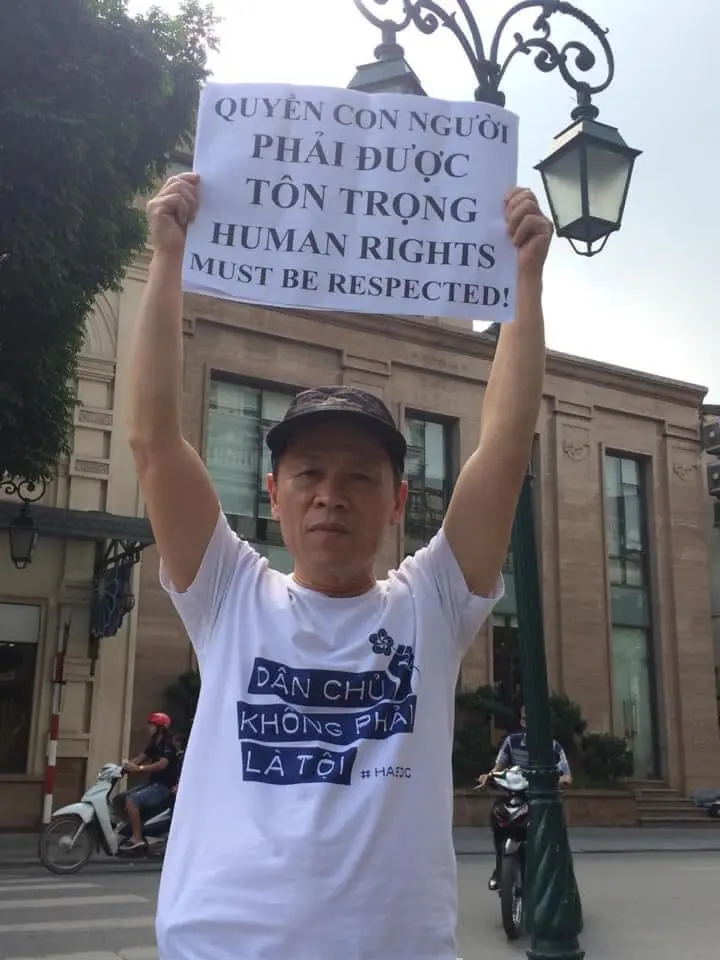 QUYỀN CON NGƯỜI
PHẢI ĐƯỢC
TÔN TRỌNG
HUMAN RIGHTS
MUST BE RESPECTED!
DÂN CHỦ
KHÔNG PHẢI
LÀ TỘI